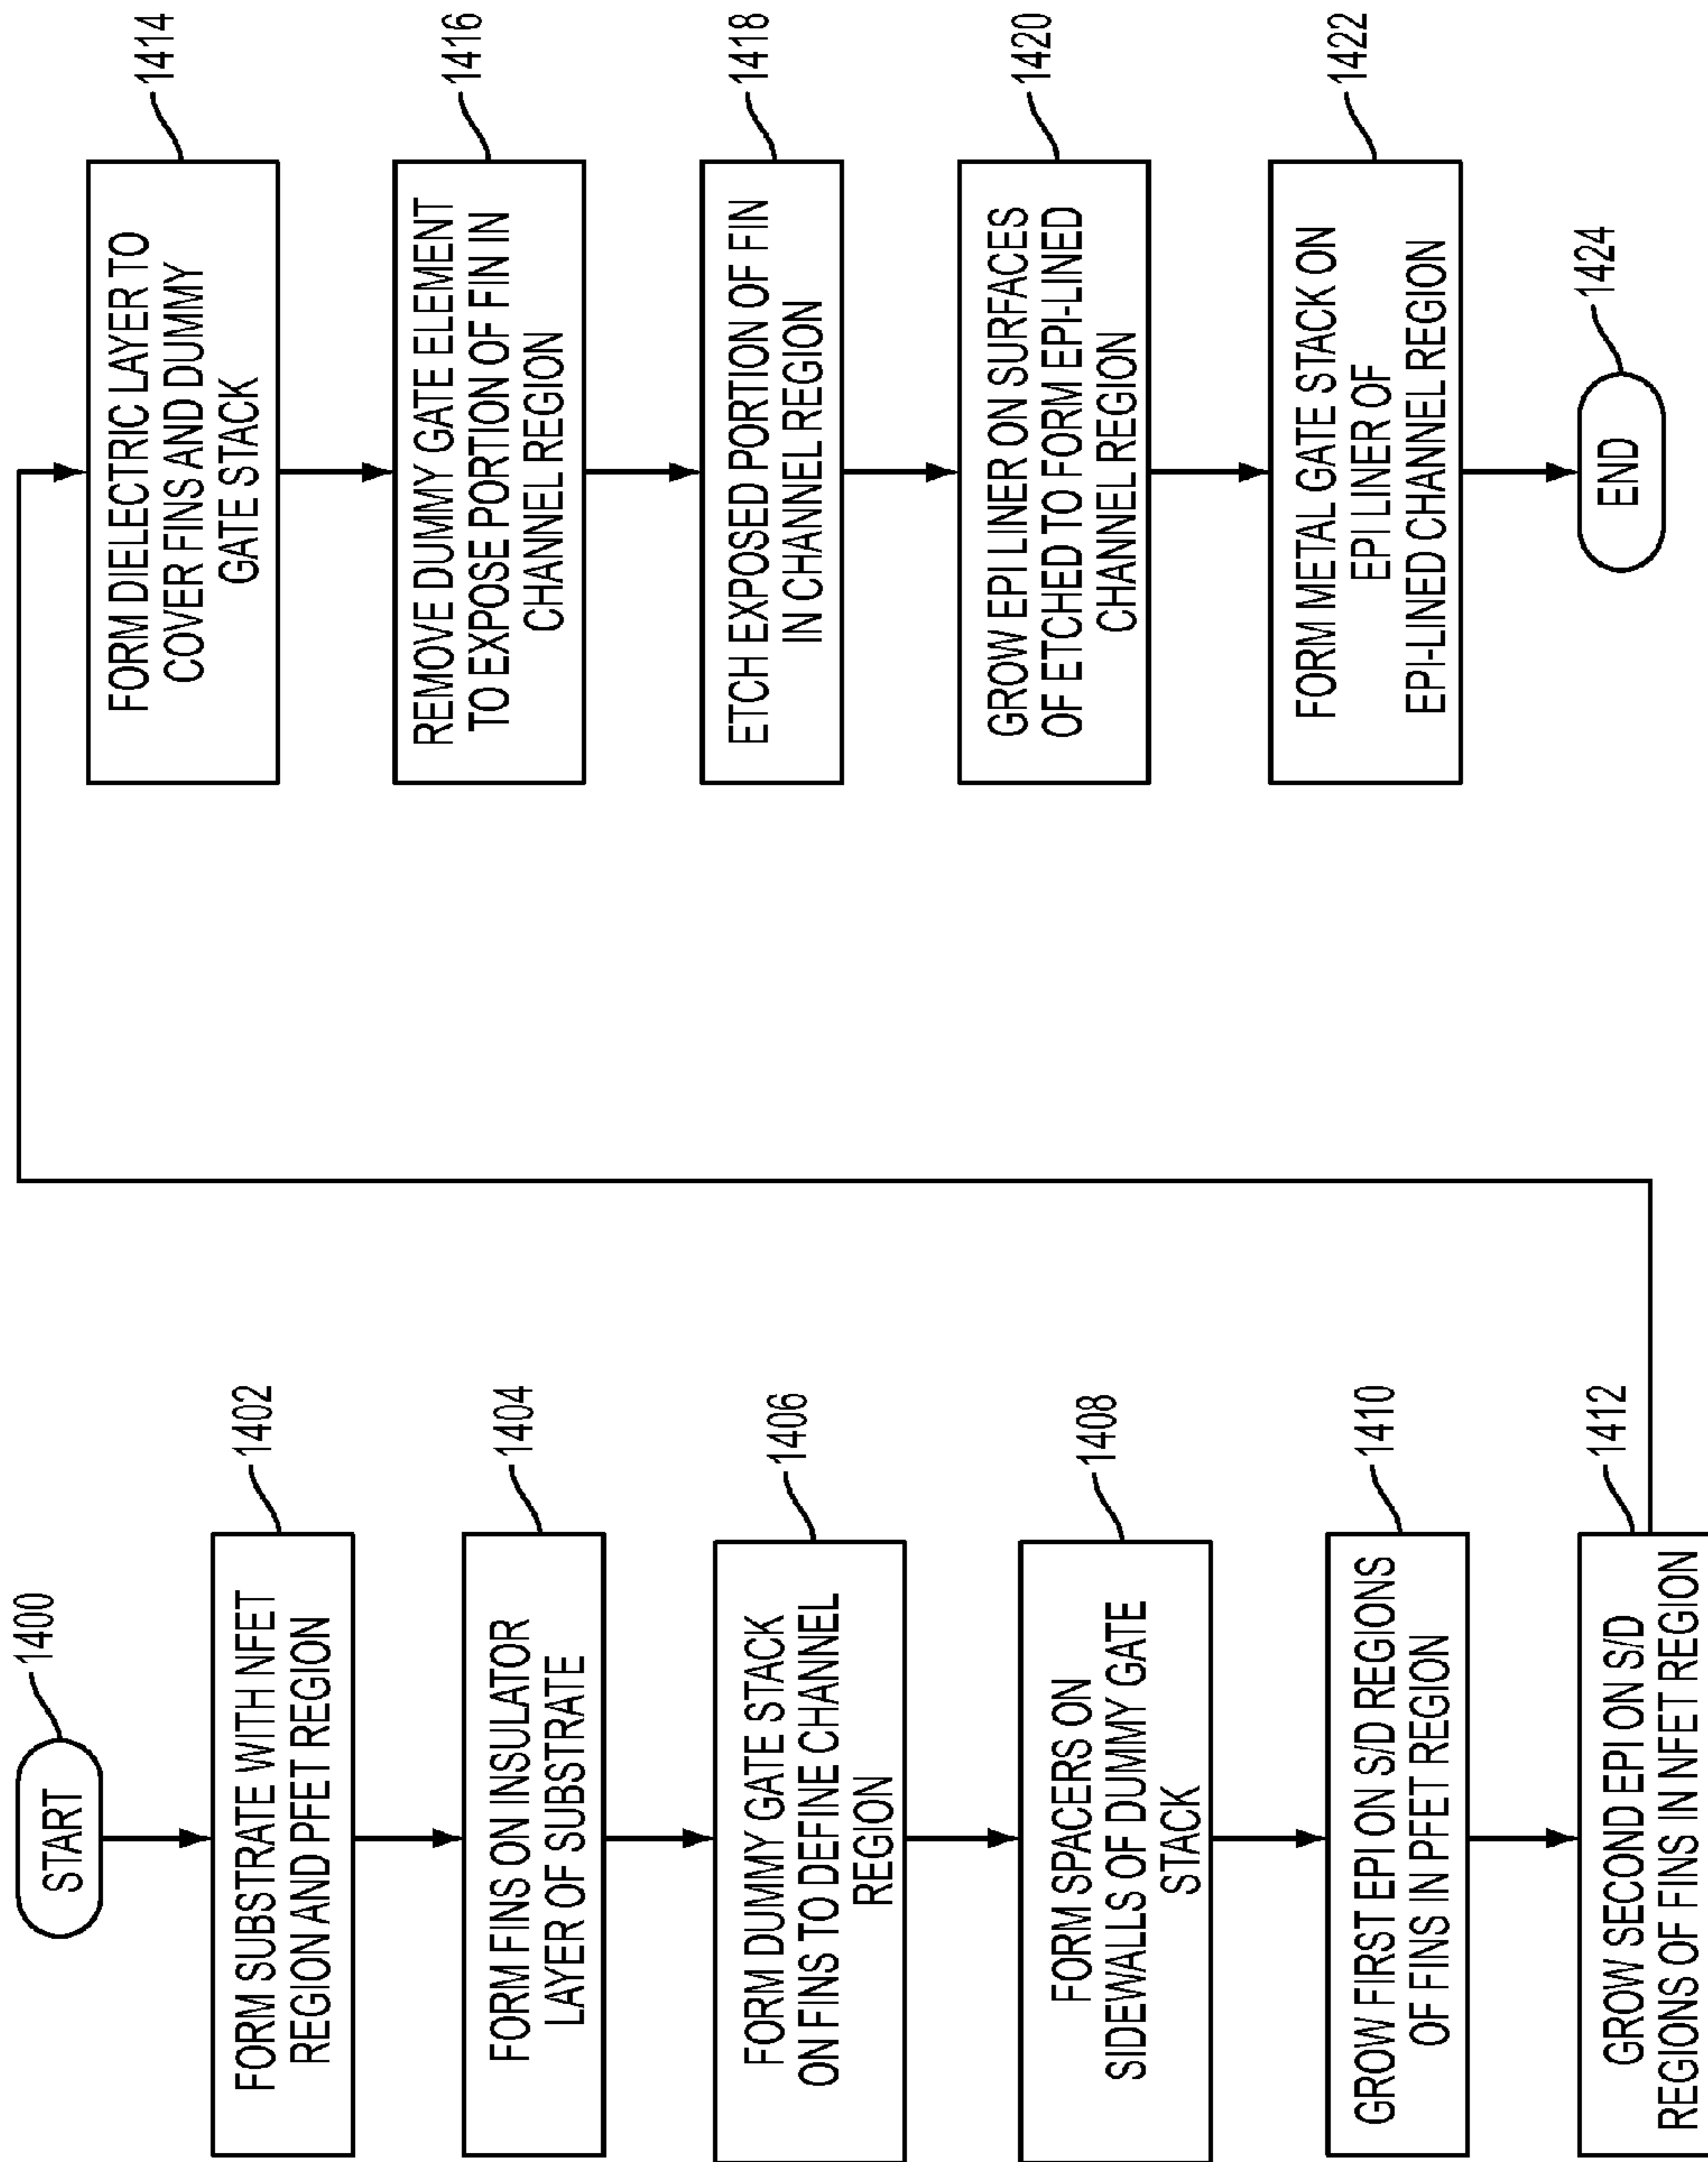 START
1400
FORM SUBSTRATE WITH NFET
REGION AND PFET REGION
1402
FORM FINS ON INSULATOR
LAYER OF SUBSTRATE
1404
FORM DUMMY GATE STACK
ON FINS TO DEFINE CHANNEL
REGION
1406
FORM SPACERS ON
SIDEWALLS OF DUMMY GATE
STACK
1408
GROW FIRST EPI ON S/D REGIONS
OF FINS IN PFET REGION
1410
GROW SECOND EPI ON S/D
REGIONS OF FINS IN NFET REGION
1412
FORM DIELECTRIC LAYER TO
COVER FINS AND DUMMY
GATE STACK
1414
REMOVE DUMMY GATE ELEMENT
TO EXPOSE PORTION OF FIN IN
CHANNEL REGION
1416
ETCH EXPOSED PORTION OF FIN
IN CHANNEL REGION
1418
GROW EPI LINER ON SURFACES
OF ETCHED TO FORM EPI-LINED
CHANNEL REGION
1420
FORM METAL GATE STACK ON
EPI LINER OF
EPI-LINED CHANNEL REGION
1422
END
1424